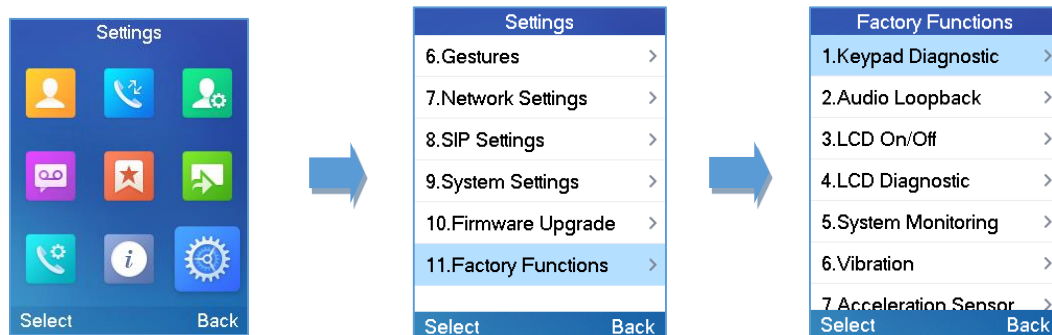 Settings
i
Select Back
Settings
6.Gestures
7.Network Settings
8.SIP Settings
9.System Settings
10.Firmware Upgrade
11.Factory Functions
Select Back
Factory Functions
1.Keypad Diagnostic
2.Audio Loopback
3.LCD On/Off
4.LCD Diagnostic
5.System Monitoring
6.Vibration
7.Acceleration Sensor
Select Back